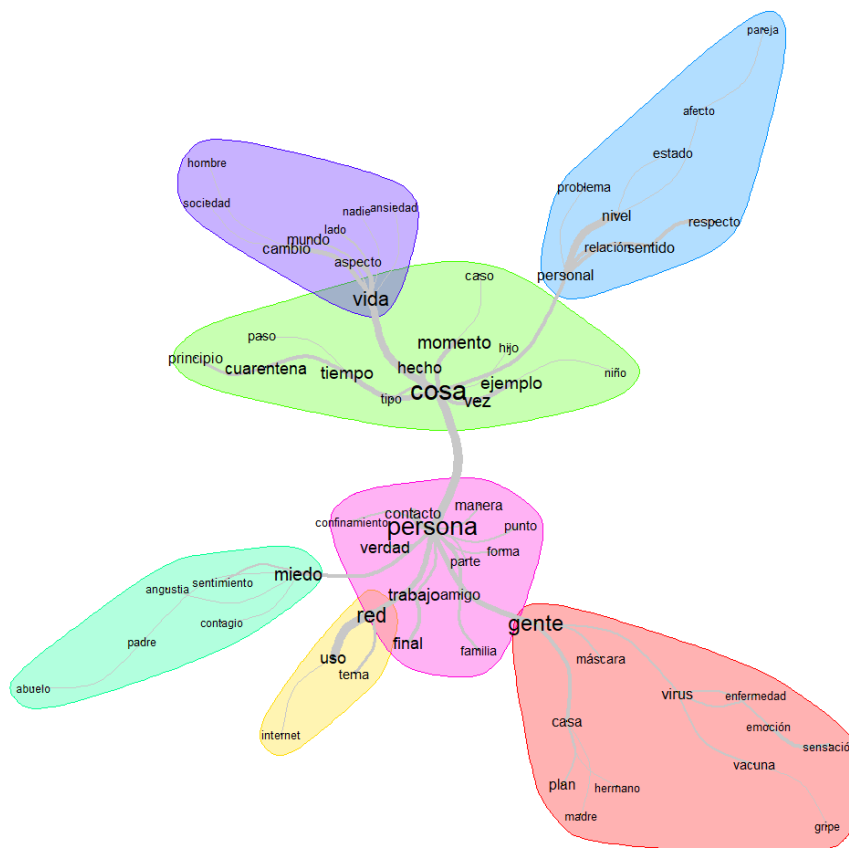 pareja
afecto
estado
hombre
problema
sociedad
nadie
ansiedad
nivel
respecto
lado
mundo
cambio
relación
sentido
aspecto
personal
caso
vida
paso
momento
hijo
principio
cuarentena
tiempo
hecho
ejemplo
niño
cosa
tipo
vez
manera
contacto
confinamiento
persona
punto
verdad
forma
parte
miedo
sentimiento
angustia
trabajo
amigo
red
contagio
gente
padre
final
familia
uso
máscara
tema
abuelo
virus
enfermedad
casa
emoción
internet
sensació
vacuna
plan
hermano
madre
gripe